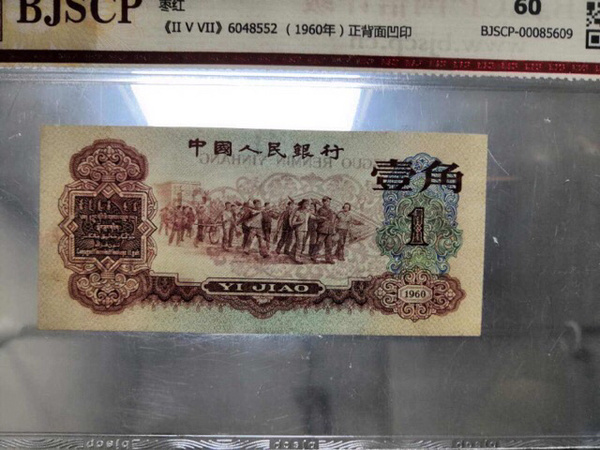 BJSCP
枣红
60
《II V VII》6048552 （1960年）正背面凹印
BJSCP-00085609
中國人民銀行
壹角
1
YI JIAO
1960